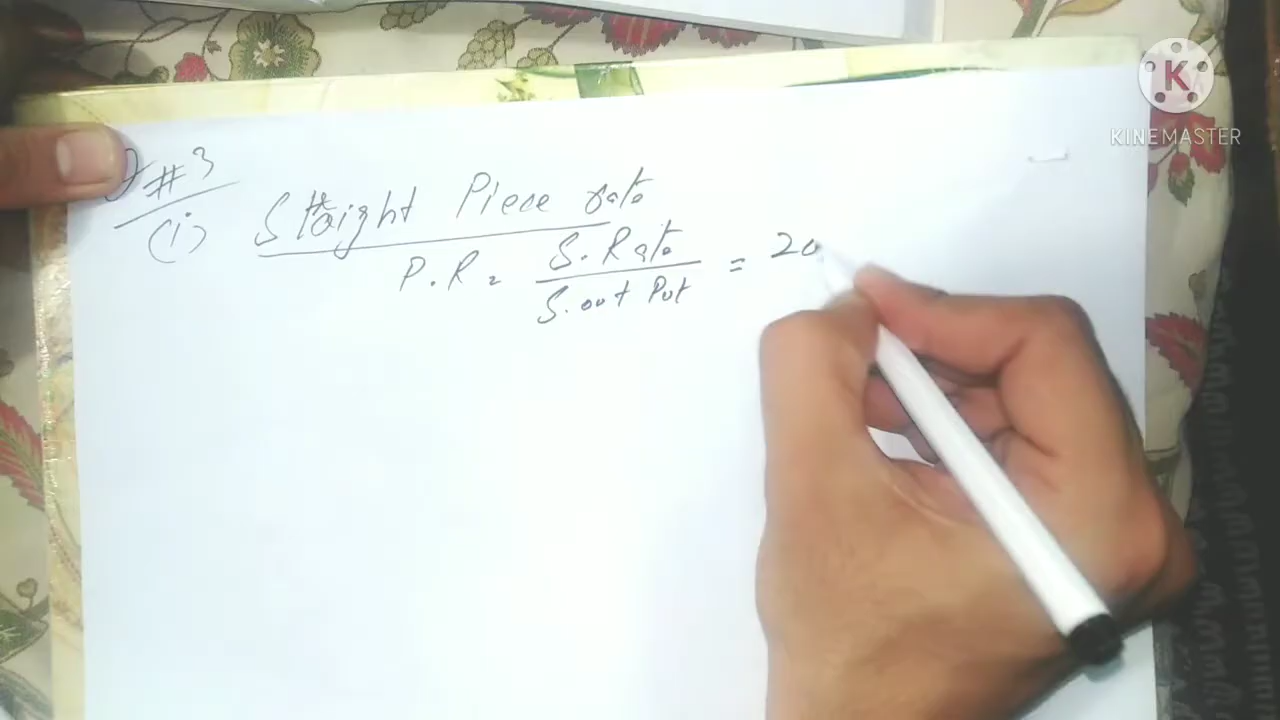 #3
(i) Straight Piece rate
P.R = S.Rate / S.out Put = 20
KINEMASTER